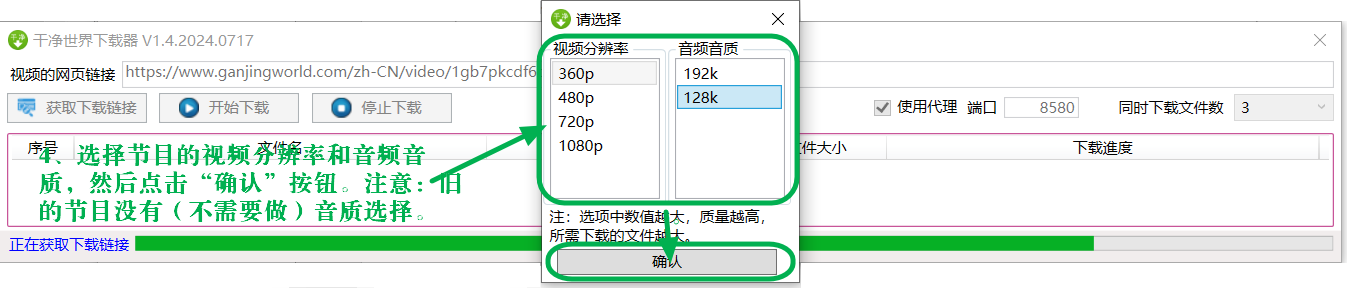 请选择
干净世界下载器 V1.4.2024.0717
视频的网页链接
https://www.ganjingworld.com/zh-CN/video/1gb7pkcdf6
获取下载链接
开始下载
停止下载
使用代理
端口
8580
同时下载文件数
3
序号
文件名
文件大小
下载進度
视频分辨率
360p
480p
720p
1080p
音频音质
192k
128k
4、选择节目的视频分辨率和音频音
质，然后点击“确认”按钮。注意：旧
的节目没有（不需要做）音质选择。
注：选项中数值越大，质量越高，
所需下载的文件越大。
正在获取下载链接
确认